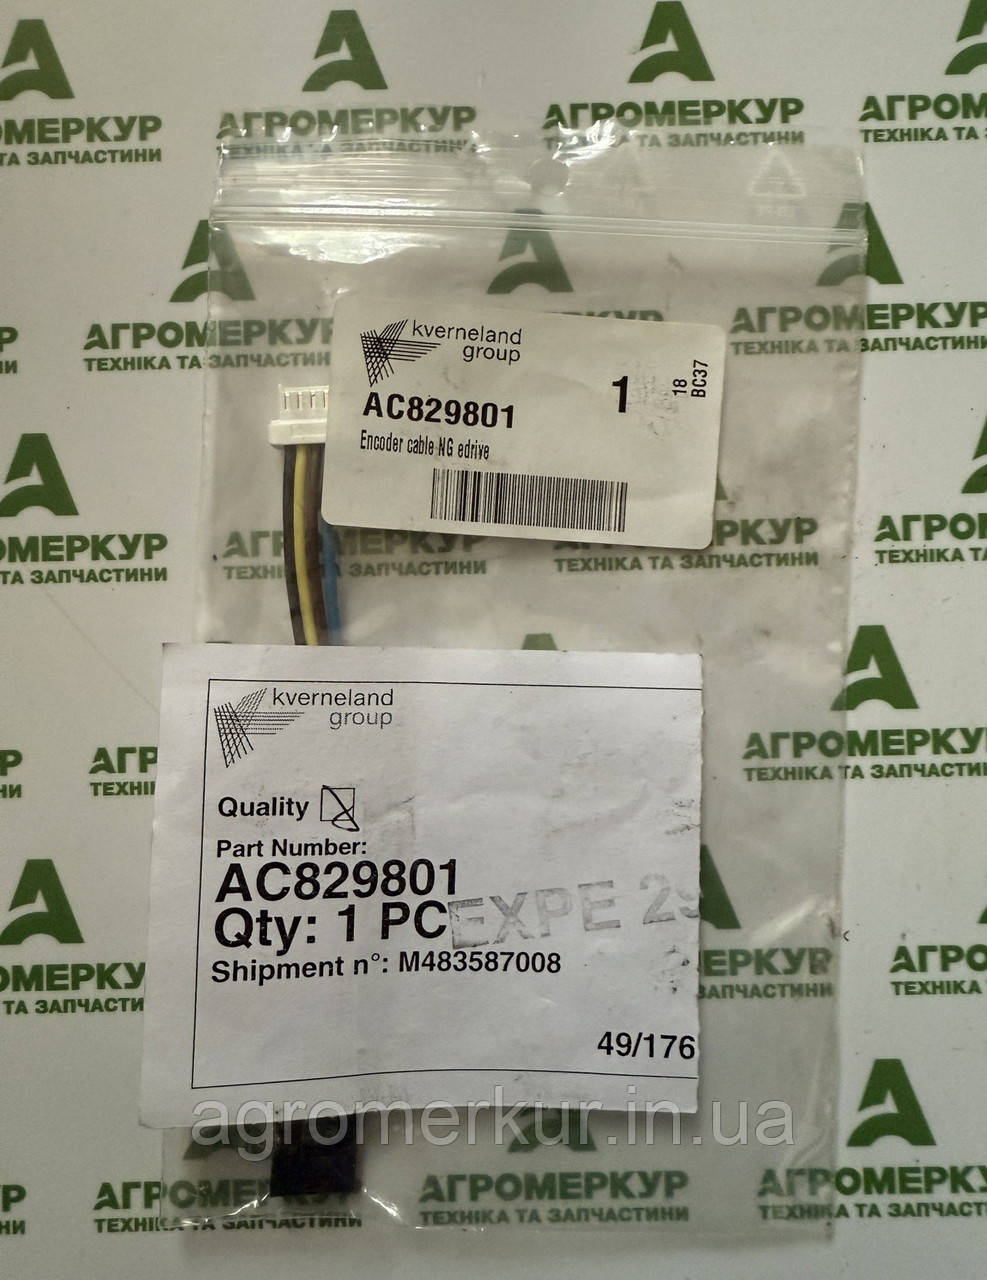 АГРОМЕРКУР
ТЕХНІКА ТА ЗАПЧАСТИНИ
kverneland
group
AC829801
1
18
BC37
Encoder cable NG edrive
kverneland
group
Quality
Part Number:
AC829801
Qty: 1 PC
EXPE 29
Shipment n°: M483587008
49/176
agromerkur.in.ua